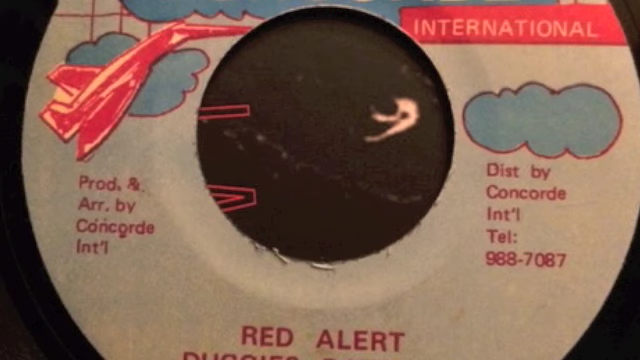 INTERNATIONAL
Prod. &
Arr. by
Concorde
Int'l
Dist by
Concorde
Int'l
Tel:
988-7087
RED ALERT